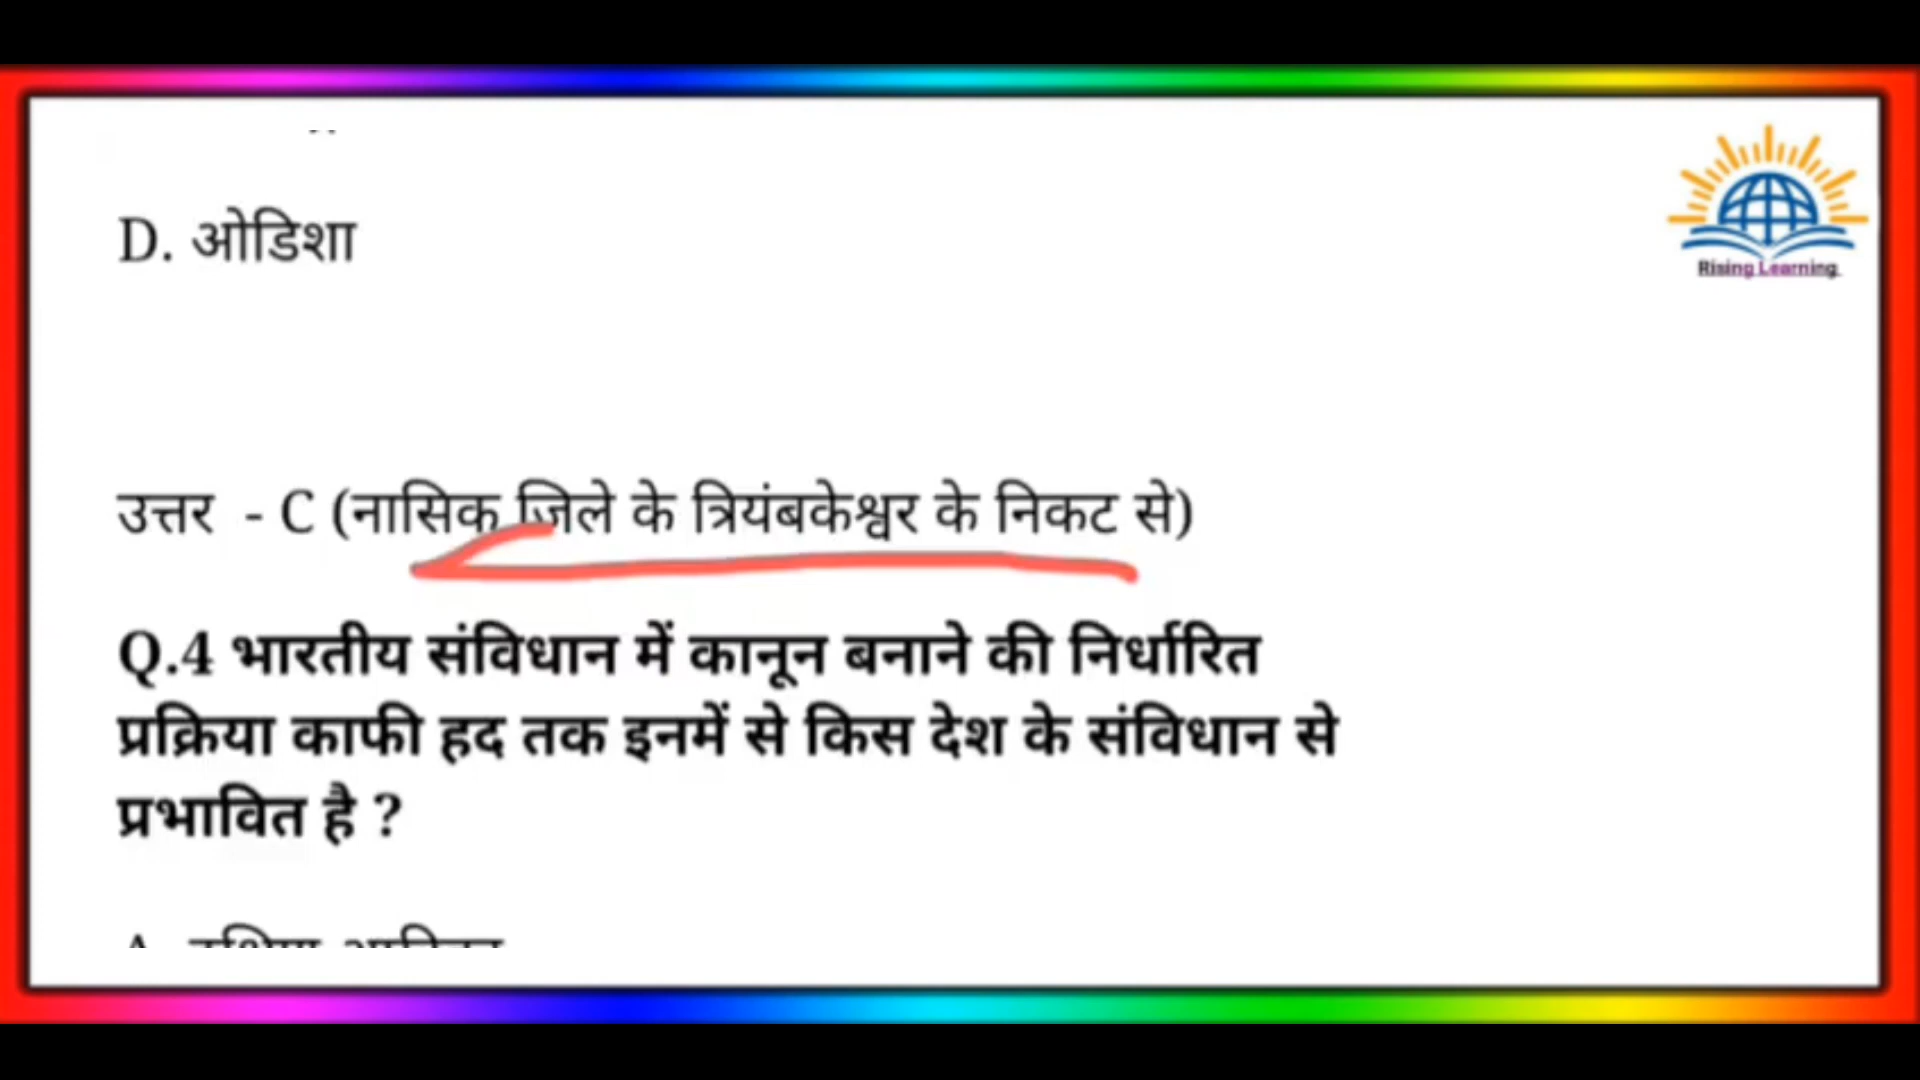 D. ओडिशा
Rising Learning
उत्तर - C (नासिक जिले के त्रियंबकेश्वर के निकट से)
Q.4 भारतीय संविधान में कानून बनाने की निर्धारित
प्रक्रिया काफी हद तक इनमें से किस देश के संविधान से
प्रभावित है ?